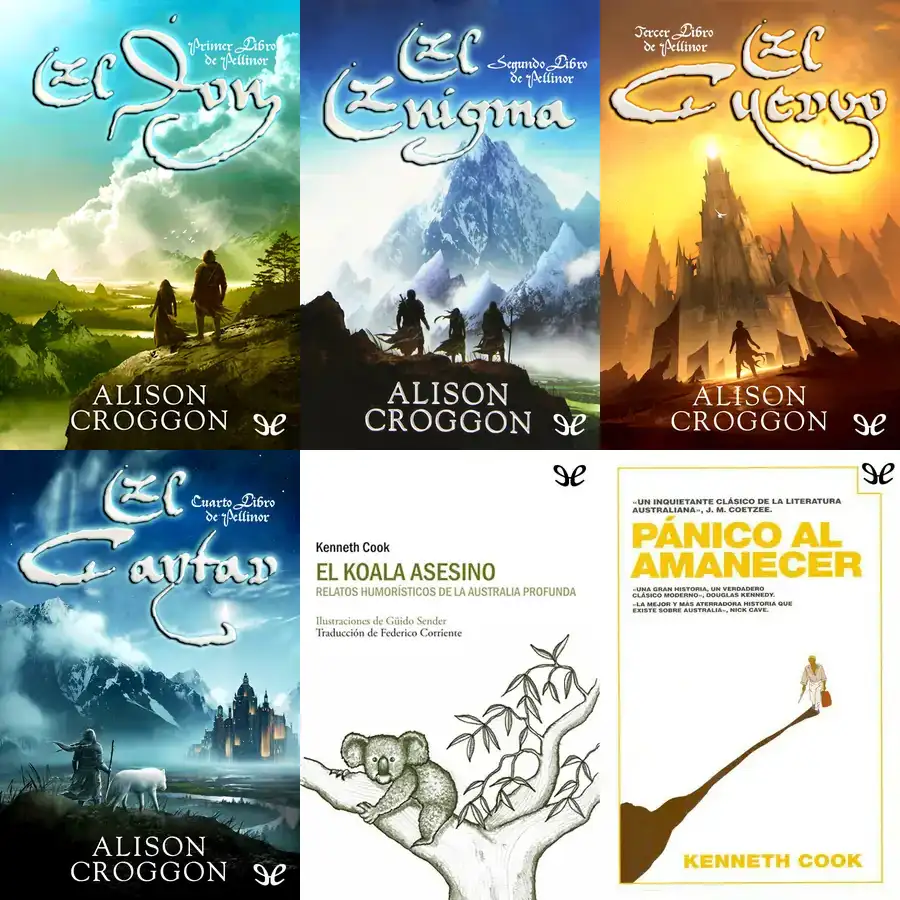 Primer Libro
de Pellinor
El Don
ALISON
CROGGON
Segundo Libro
de Pellinor
El
Enigma
ALISON
CROGGON
Tercer Libro
de Pellinor
El
Cuervo
ALISON
CROGGON
Cuarto Libro
de Pellinor
El
Cantar
ALISON
CROGGON
Kenneth Cook
EL KOALA ASESINO
RELATOS HUMORÍSTICOS DE LA AUSTRALIA PROFUNDA
Ilustraciones de Güido Sender
Traducción de Federico Corriente
«UN INQUIETANTE CLÁSICO DE LA LITERATURA
AUSTRALIANA», J. M. COETZEE.
PÁNICO AL
AMANECER
«UNA GRAN HISTORIA, UN VERDADERO
CLÁSICO MODERNO», DOUGLAS KENNEDY.
«LA MEJOR Y MÁS ATERRADORA HISTORIA QUE
EXISTE SOBRE AUSTRALIA», NICK CAVE.
KENNETH COOK